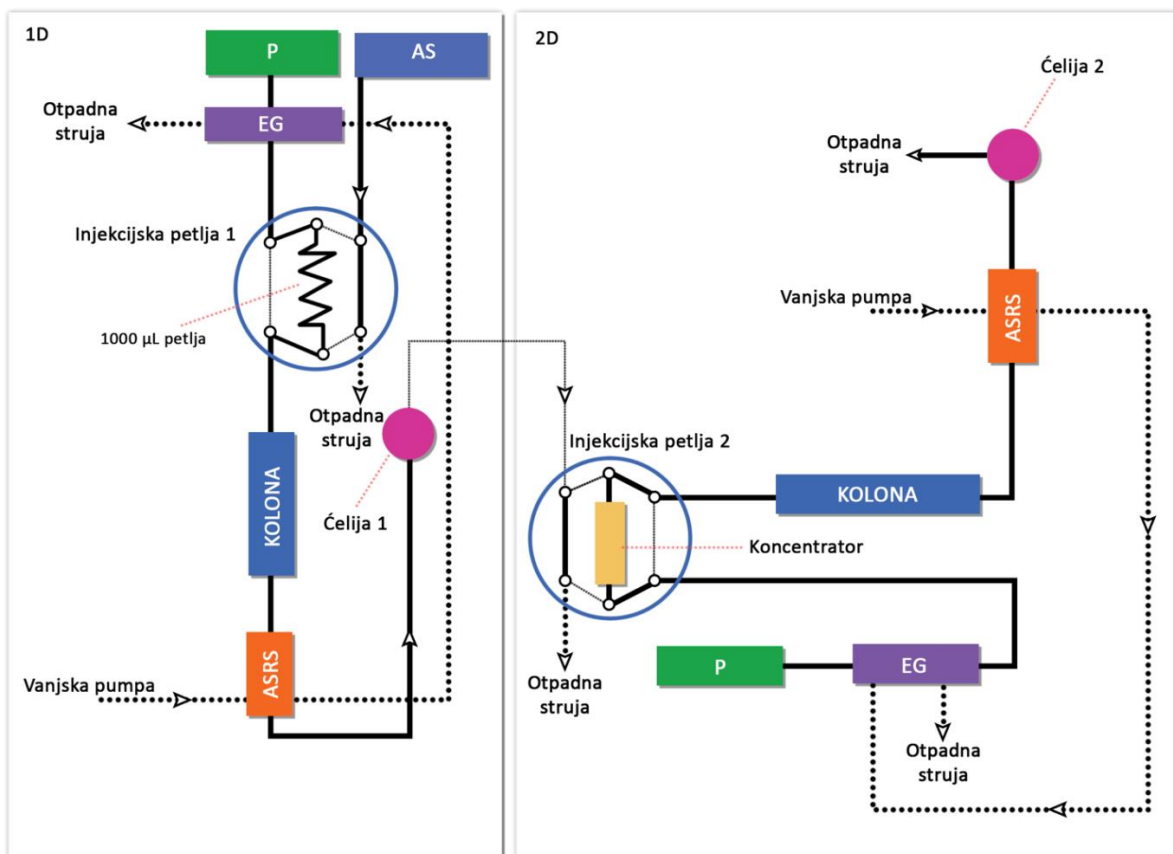 1D
P
AS
Otpadna
struja
EG
Injekcijska petlja 1
1000 µL petlja
Otpadna
struja
KOLONA
Ćelija 1
Vanjska pumpa
ASRS
2D
Ćelija 2
Otpadna
struja
Vanjska pumpa
ASRS
Injekcijska petlja 2
KOLONA
Koncentrator
P
EG
Otpadna
struja
Otpadna
struja